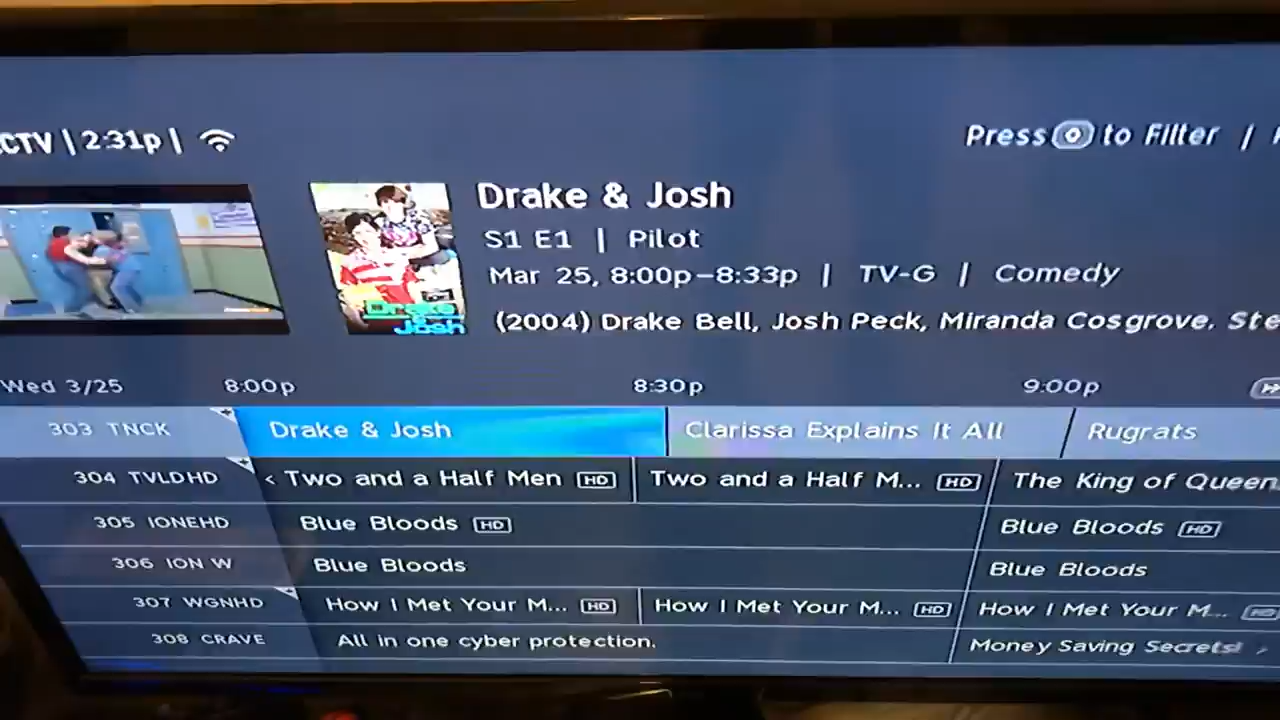 CTV | 2:31p |
Press to Filter |
Drake & Josh
S1 E1 | Pilot
Mar 25, 8:00p-8:33p | TV-G | Comedy
(2004) Drake Bell, Josh Peck, Miranda Cosgrove. Ste
Drake & Josh
Wed 3/25 8:00p 8:30p 9:00p
303 TNCK Drake & Josh Clarissa Explains It All Rugrats
304 TVLDHD < Two and a Half Men HD Two and a Half M... HD The King of Queen
305 IONEHD Blue Bloods HD Blue Bloods HD
306 ION W Blue Bloods Blue Bloods
307 WGNHD How I Met Your M... HD How I Met Your M... HD How I Met Your M... HD
308 CRAVE All in one cyber protection. Money Saving Secrets!